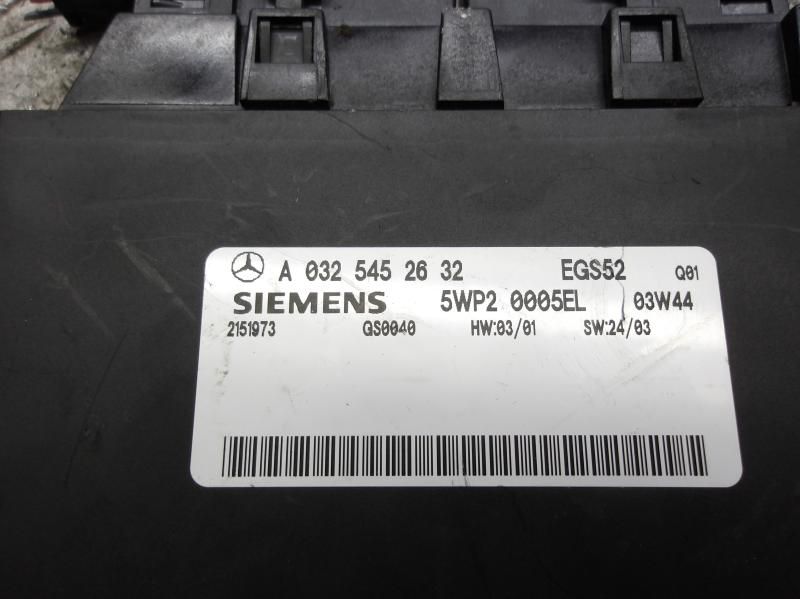 A 032 545 26 32 EGS52 Q01
SIEMENS 5WP2 0005EL 03W44
2151973 GS0040 HW:03/01 SW:24/03